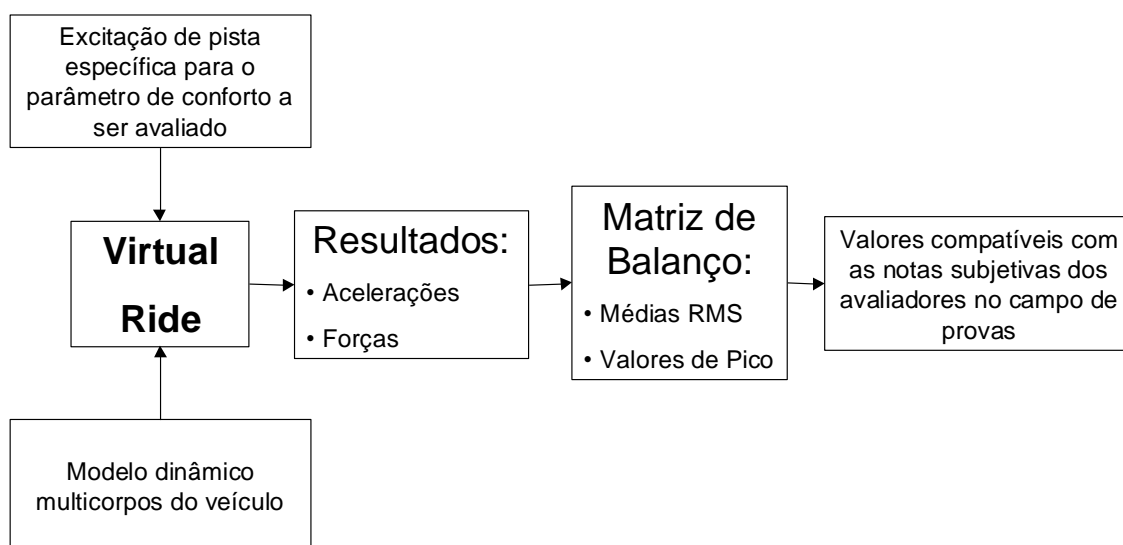 Excitação de pista
específica para o
parâmetro de conforto a
ser avaliado
Virtual
Ride
Resultados:
• Acelerações
• Forças
Matriz de
Balanço:
• Médias RMS
• Valores de Pico
Valores compatíveis com
as notas subjetivas dos
avaliadores no campo de
provas
Modelo dinâmico
multicorpos do veículo